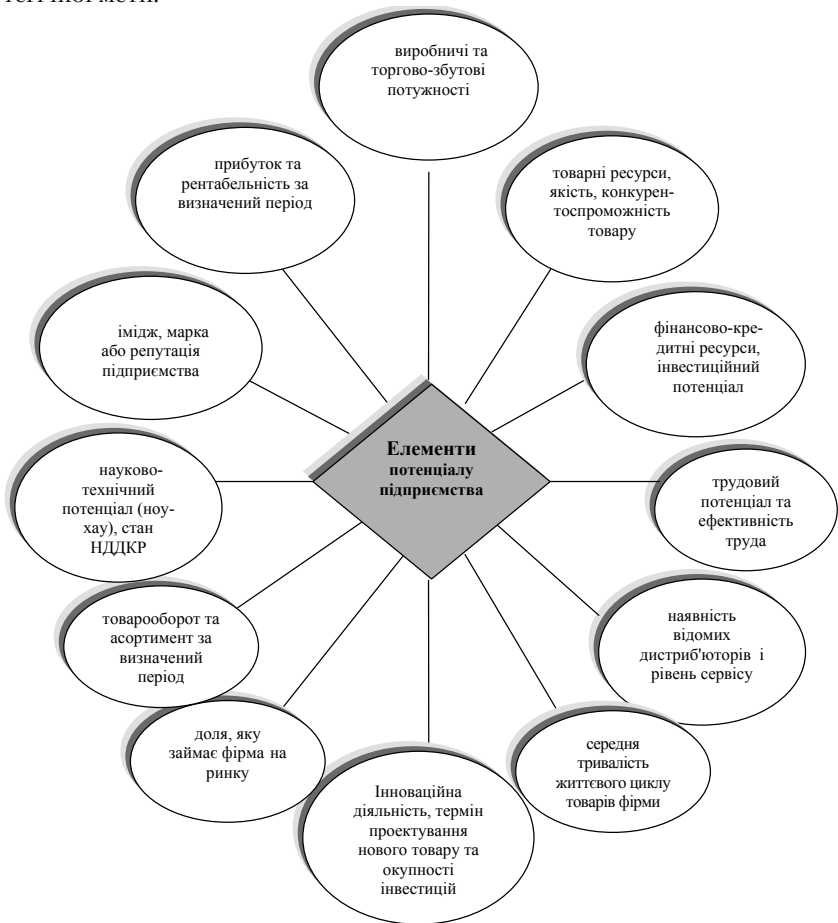 виробничі та
торгово-збутові
потужності
прибуток та
рентабельність за
визначений період
товарні ресурси,
якість, конкурен-
тоспроможність
товару
імідж, марка
або репутація
підприємства
фінансово-кре-
дитні ресурси,
інвестиційний
потенціал
Елементи
потенціалу
підприємства
науково-
технічний
потенціал (ноу-
хау), стан
НДДКР
трудовий
потенціал та
ефективність
труда
товарооборот та
асортимент за
визначений
період
наявність
відомих
дистриб'юторів і
рівень сервісу
доля, яку
займає фірма на
ринку
середня
тривалість
життєвого циклу
товарів фірми
Інноваційна
діяльність, термін
проектування
нового товару та
окупності
інвестицій